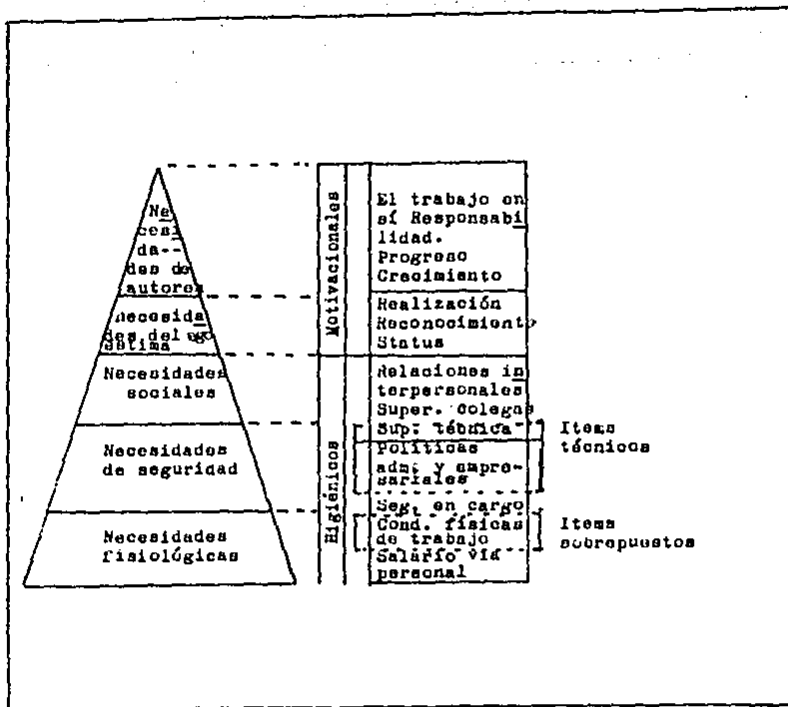 Ne
cesi
da--
des de
autores
necesida
des del ego
estima
Necesidades
sociales
Necesidades
de seguridad
Necesidades
fisiológicas
Motivacionales
Higiénicos
El trabajo en
sí Responsabi
lidad.
Progreso
Crecimiento
Realización
Reconocimiento
Status
Relaciones in
terpersonales
Super. Colegas
Sup. técnica
Políticas
adm. y empre-
sariales
Seg. en cargo
Cond. físicas
de trabajo
Salario vid
personal
Items
técnicos
Items
sobrepuestos